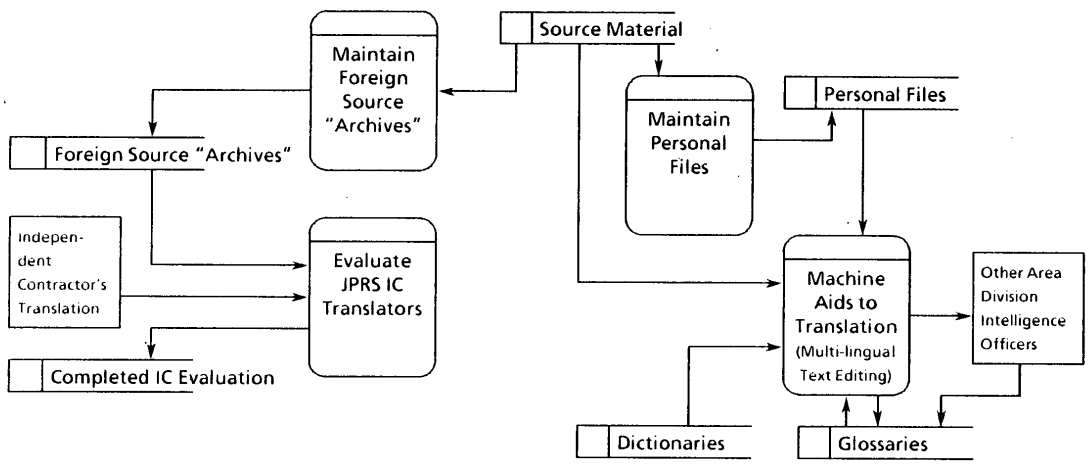 Source Material
Maintain
Foreign
Source
“Archives”
Personal Files
Maintain
Personal
Files
Foreign Source “Archives”
Indepen-
dent
Contractor's
Translation
Evaluate
JPRS IC
Translators
Machine
Aids to
Translation
(Multi-lingual
Text Editing)
Other Area
Division
Intelligence
Officers
Completed IC Evaluation
Dictionaries
Glossaries